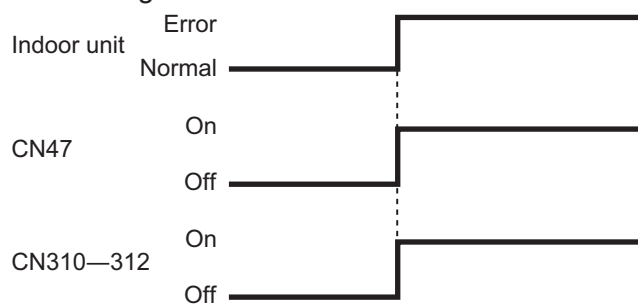 Error
Indoor unit
Normal
On
CN47
Off
On
CN310—312
Off